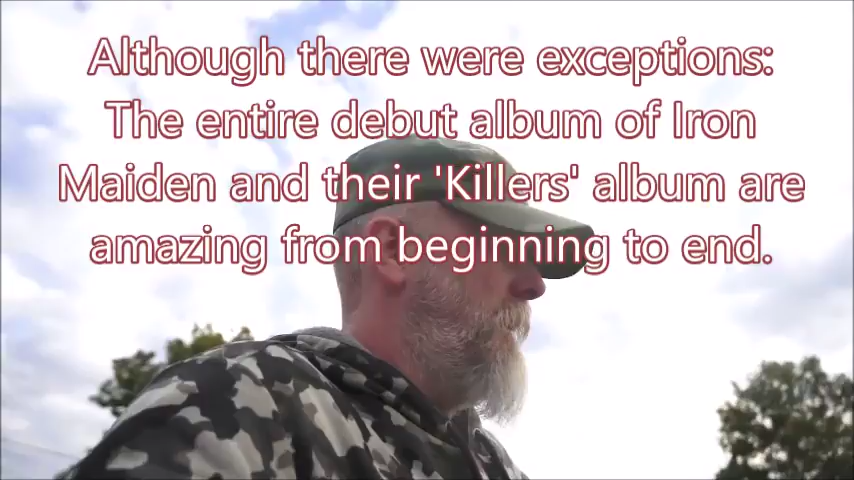 Although there were exceptions:
The entire debut album of Iron
Maiden and their 'Killers' album are
amazing from beginning to end.